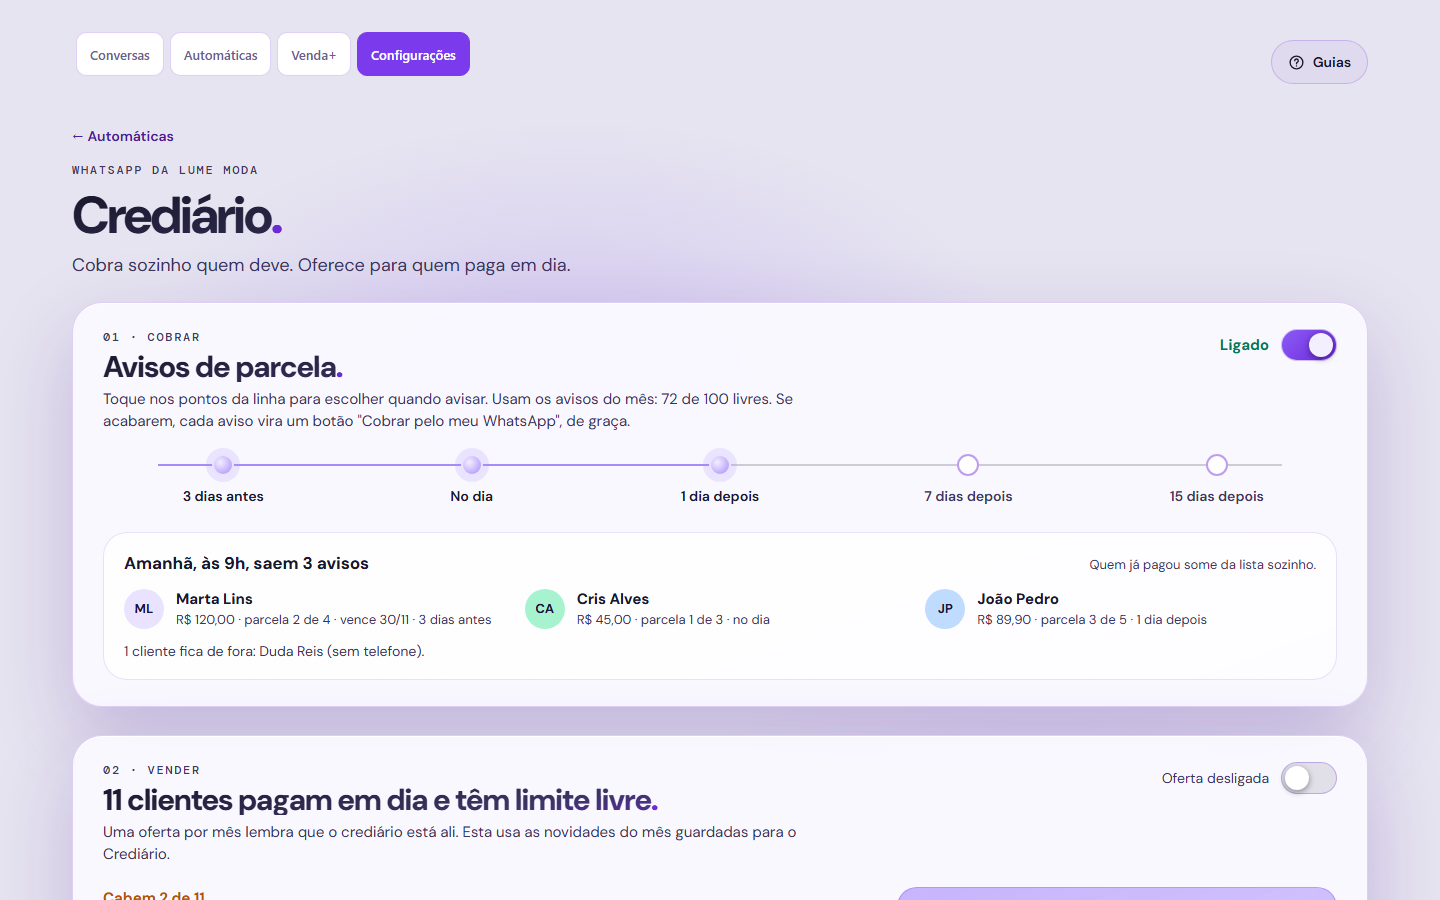 Conversas
Automáticas
Venda+
Configurações
Guias
← Automáticas
WHATSAPP DA LUME MODA
Crediário.
Cobra sozinho quem deve. Oferece para quem paga em dia.
01 · COBRAR
Ligado
Avisos de parcela.
Toque nos pontos da linha para escolher quando avisar. Usam os avisos do mês: 72 de 100 livres. Se
acabarem, cada aviso vira um botão "Cobrar pelo meu WhatsApp", de graça.
3 dias antes
No dia
1 dia depois
7 dias depois
15 dias depois
Amanhã, às 9h, saem 3 avisos
Quem já pagou some da lista sozinho.
ML
Marta Lins
R$ 120,00 · parcela 2 de 4 · vence 30/11 · 3 dias antes
CA
Cris Alves
R$ 45,00 · parcela 1 de 3 · no dia
JP
João Pedro
R$ 89,90 · parcela 3 de 5 · 1 dia depois
1 cliente fica de fora: Duda Reis (sem telefone).
02 · VENDER
Oferta desligada
11 clientes pagam em dia e têm limite livre.
Uma oferta por mês lembra que o crediário está ali. Esta usa as novidades do mês guardadas para o
Crediário.
Cabem 2 de 11